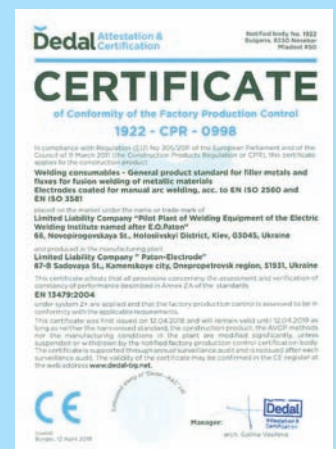 Dedal Attestation &
Certification
Notified body No. 1922
Bulgaria, 8230 Nessebar
Mladost #50
CERTIFICATE
of Conformity of the Factory Production Control
1922 - CPR - 0998
In compliance with Regulation (EU) No 305/2011 of the European Parliament and of the
Council of 9 March 2011 (the Construction Products Regulation or CPR), this certificate
applies to the construction product
Welding consumables - General product standard for filler metals and
fluxes for fusion welding of metallic materials
Electrodes coated for manual arc welding, acc. to EN ISO 2560 and
EN ISO 3581
placed on the market under the name or trade mark of
Limited Liability Company "Pilot Plant of Welding Equipment of the Electric
Welding Institute named after E.O.Paton"
66, Novopirogovskaya St., Holosiivskyi District, Kiev, 03045, Ukraine
and produced in the manufacturing plant
Limited Liability Company " Paton-Electrode"
67-B Sadovaya St., Kamenskoye city, Dnepropetrovsk region, 51931, Ukraine
This certificate attests that all provisions concerning the assessment and verification of
constancy of performance described in Annex ZA of the standards
EN 13479:2004
under system 2+ are applied and that the factory production control is assessed to be in
conformity with the applicable requirements.
This certificate was first issued on 12.04.2018 and will remain valid until 12.04.2019 as
long as neither the harmonised standard, the construction product, the AVCP methods
nor the manufacturing conditions in the plant are modified significantly, unless
suspended or withdrawn by the notified factory production control certification body.
The certificate is supported through annual surveillance audit and is reissued after each
surveillance audit. The validity of the certificate may be confirmed in the CE register at
the web address www.dedal-bg.net.
CE
Manager:
Dedal
Attestation &
Certification
arch. Galina Vasileva
Issued
Burgas, 12 April 2018